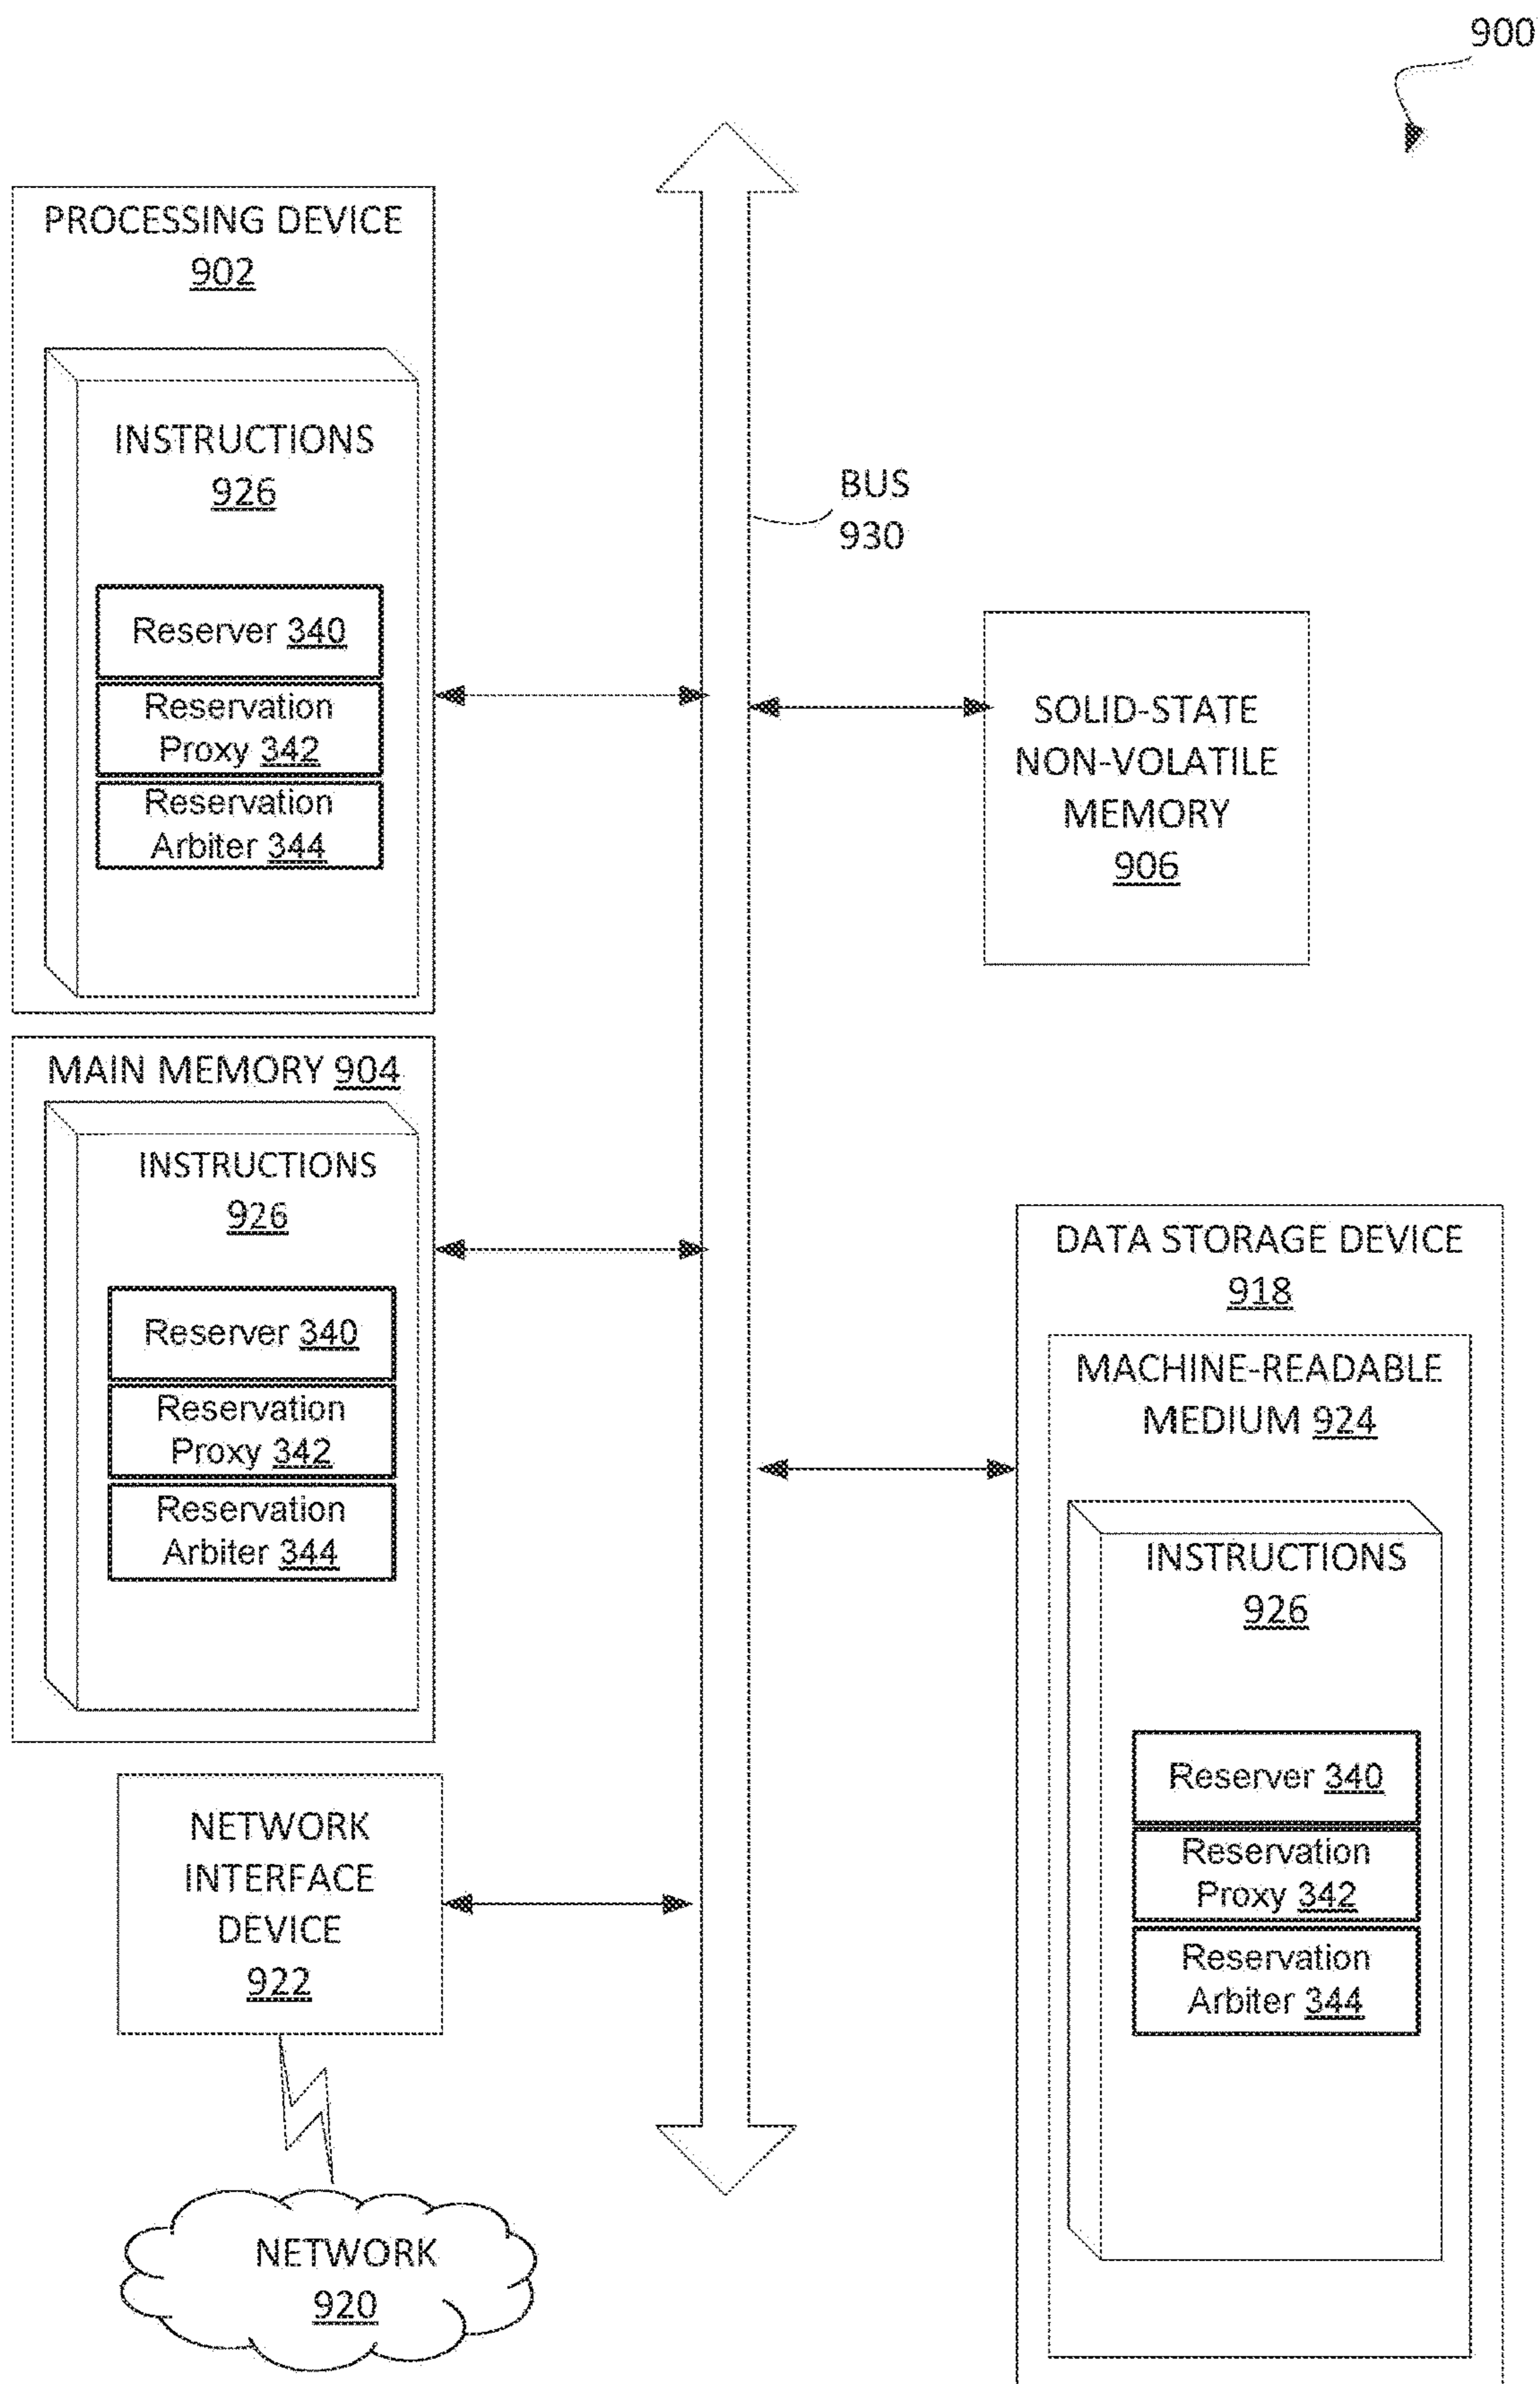 900
PROCESSING DEVICE
902
INSTRUCTIONS
926
Reserver 340
Reservation
Proxy 342
Reservation
Arbiter 344
BUS
930
SOLID-STATE
NON-VOLATILE
MEMORY
906
MAIN MEMORY 904
INSTRUCTIONS
926
Reserver 340
Reservation
Proxy 342
Reservation
Arbiter 344
DATA STORAGE DEVICE
918
MACHINE-READABLE
MEDIUM 924
INSTRUCTIONS
926
Reserver 340
Reservation
Proxy 342
Reservation
Arbiter 344
NETWORK
INTERFACE
DEVICE
922
NETWORK
920